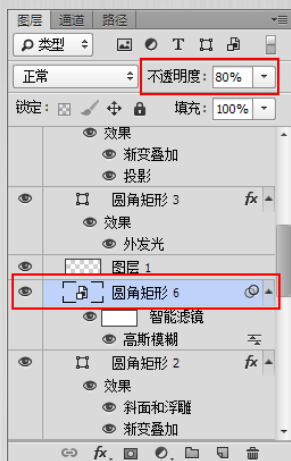 图层 通道 路径
类型 T
正常 不透明度: 80%
锁定: 填充: 100%
效果
渐变叠加
投影
圆角矩形 3 fx
效果
外发光
图层 1
圆角矩形 6
智能滤镜
高斯模糊
圆角矩形 2 fx
效果
斜面和浮雕
渐变叠加
fx